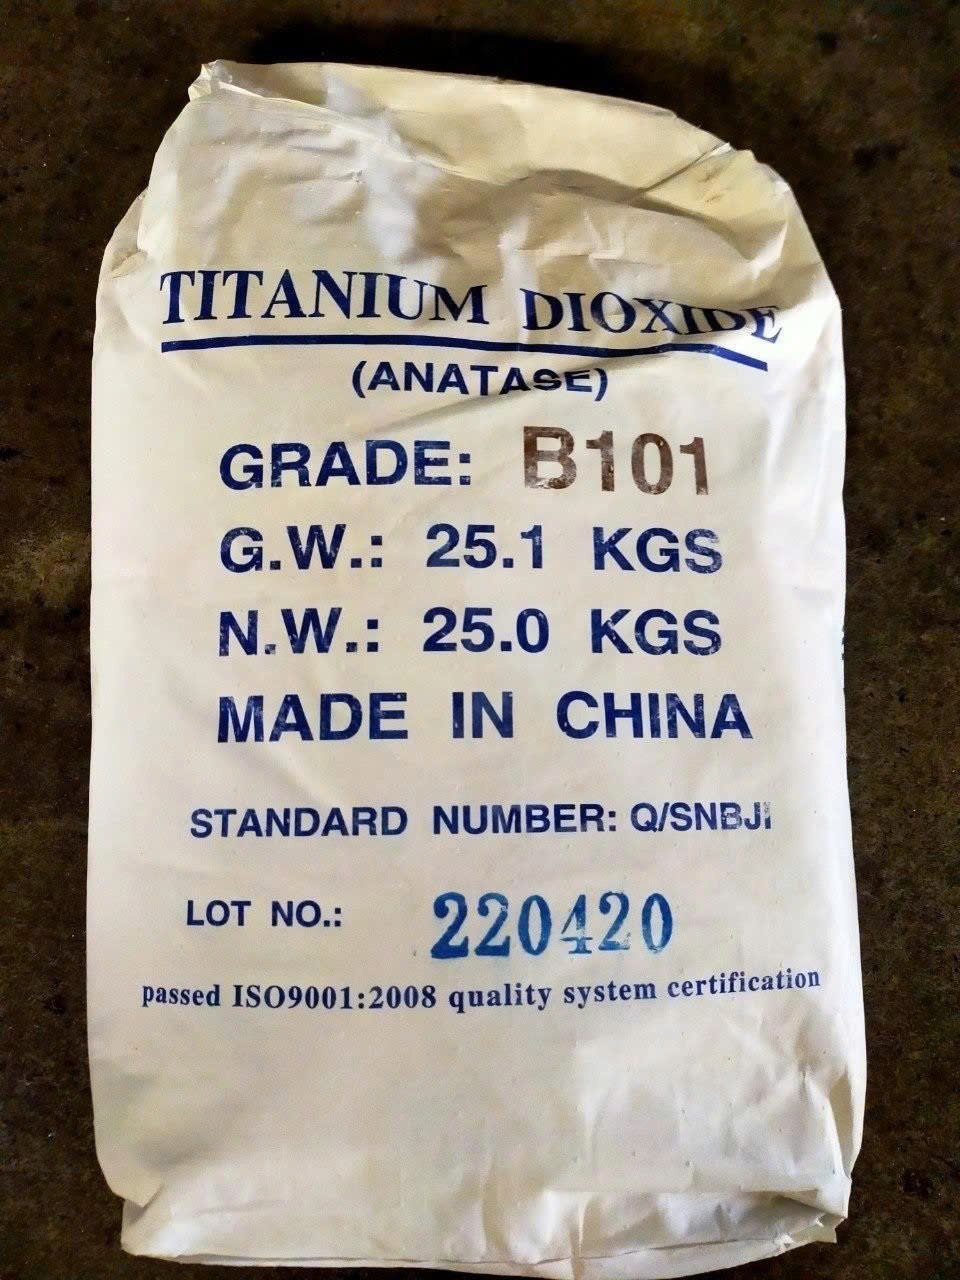 TITANIUM DIOXIDE
(ANATASE)
GRADE: B101
G.W.: 25.1 KGS
N.W.: 25.0 KGS
MADE IN CHINA
STANDARD NUMBER:
LOT NO.: 220420
passed ISO9001:2008 quality system certification